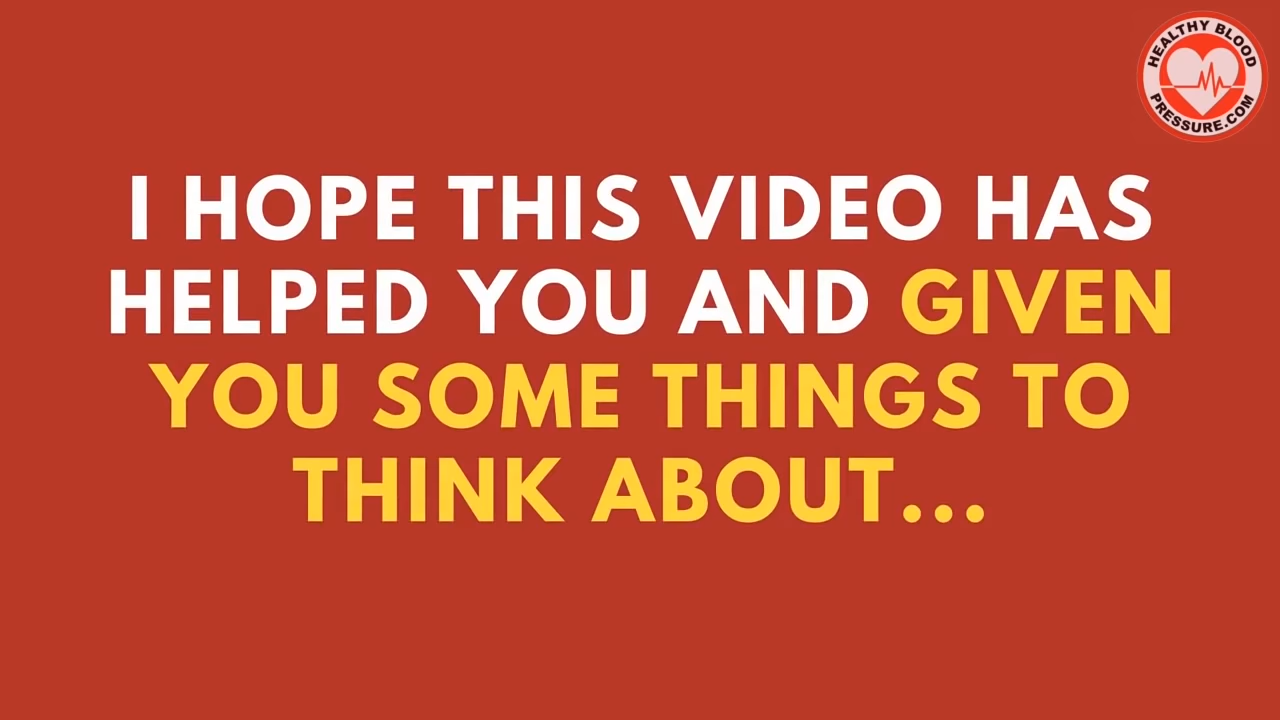 HEALTHY BLOOD
PRESSURE.COM
I HOPE THIS VIDEO HAS
HELPED YOU AND GIVEN
YOU SOME THINGS TO
THINK ABOUT...